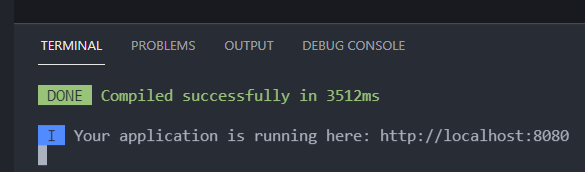 TERMINAL PROBLEMS OUTPUT DEBUG CONSOLE
DONE Compiled successfully in 3512ms
I Your application is running here: http://localhost:8080